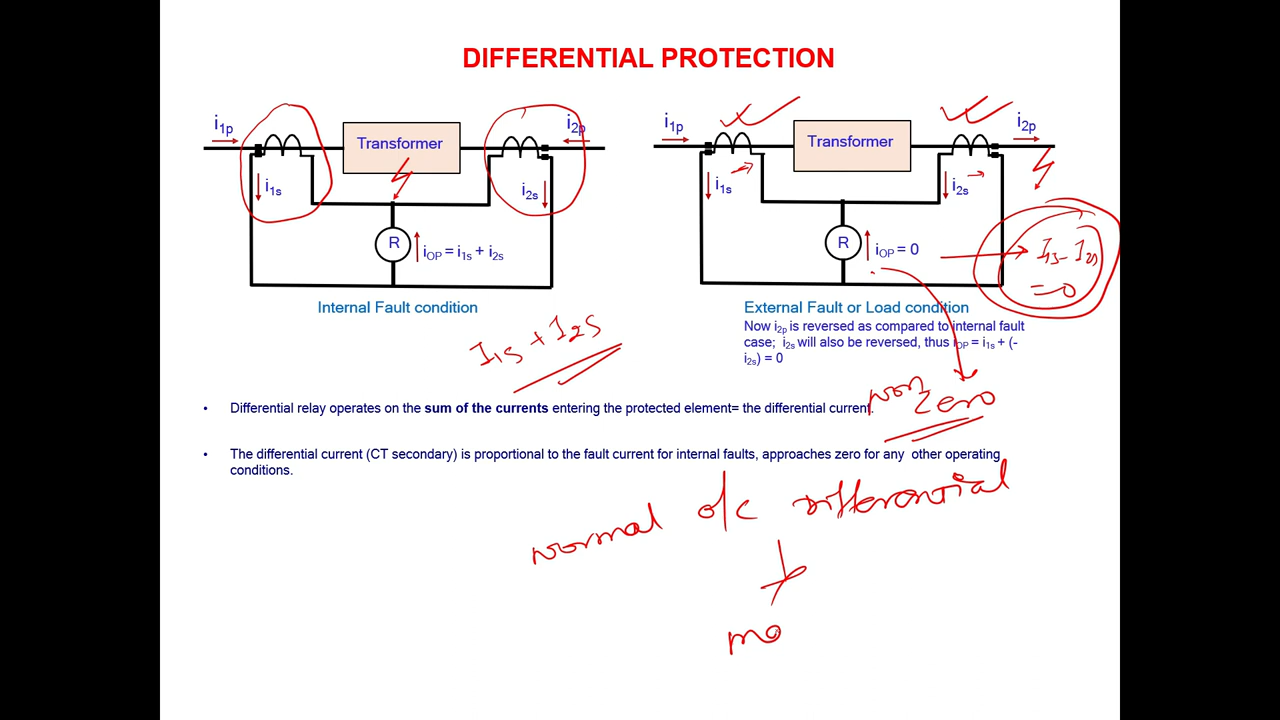 DIFFERENTIAL PROTECTION
i1p
Transformer
i2p
i1s
i2s
R
iOP = i1s + i2s
Internal Fault condition
I1S + I2S
i1p
Transformer
i2p
i1s
i2s
R
iOP = 0
I1S - I2S
= 0
External Fault or Load condition
Now i2p is reversed as compared to internal fault
case; i2s will also be reversed, thus iOP = i1s + (-
i2s) = 0
non
Zero
• Differential relay operates on the sum of the currents entering the protected element= the differential current.
• The differential current (CT secondary) is proportional to the fault current for internal faults, approaches zero for any other operating
conditions.
normal o/c Differential
mo